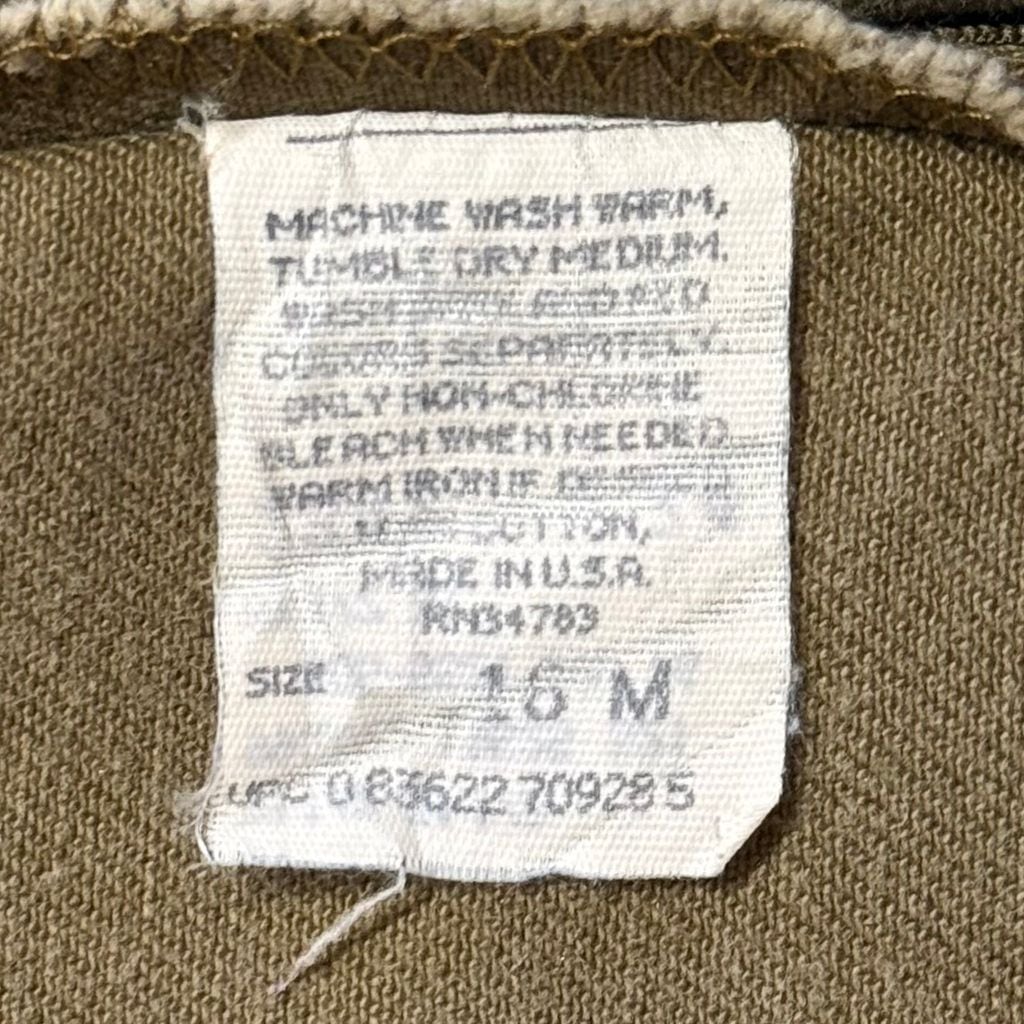 MACHINE WASH WARM,
TUMBLE DRY MEDIUM.
WASH
SEPARATELY.
ONLY NON-CHLORINE
BLEACH WHEN NEEDED
WARM IRON IF
COTTON,
MADE IN U.S.A.
RN34783
SIZE 16 M
UPC 0 83622 70928 5